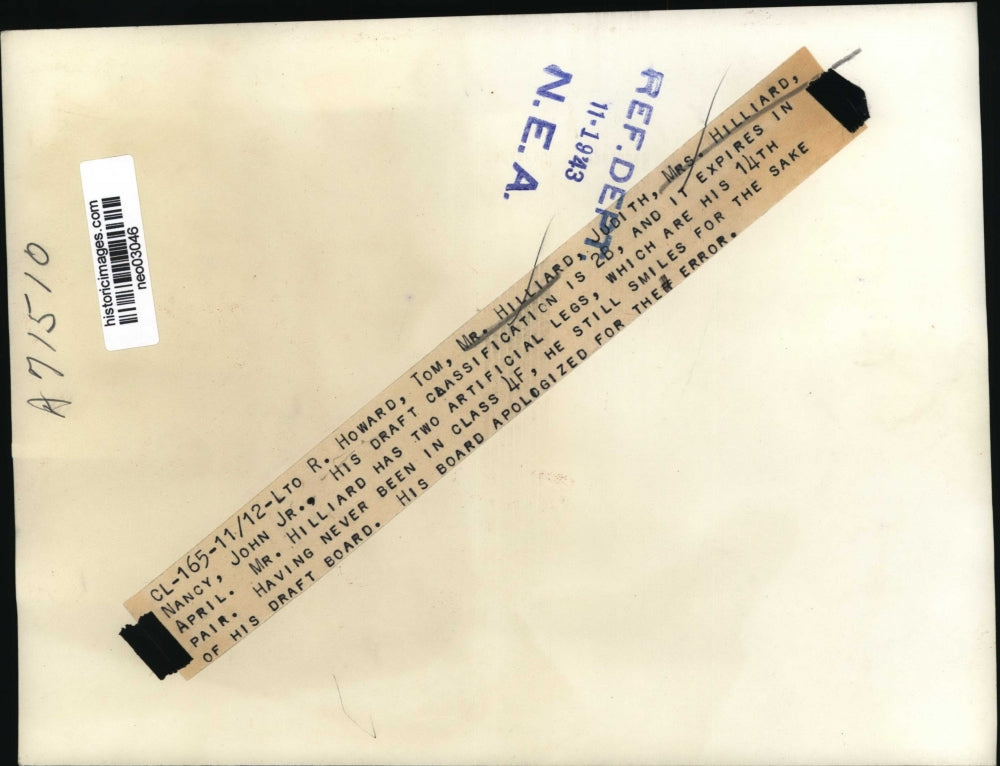 CL-165-11/12-L TO R. HOWARD, TOM, MR. HILLIARD, JUDITH, MRS. HILLIARD,
NANCY, JOHN JR., HIS DRAFT CLASSIFICATION IS 2B, AND IT EXPIRES IN
APRIL. MR. HILLIARD HAS TWO ARTIFICIAL LEGS, WHICH ARE HIS 14TH
PAIR. HAVING NEVER BEEN IN CLASS 4F, HE STILL SMILES FOR THE SAKE
OF HIS DRAFT BOARD. HIS BOARD APOLOGIZED FOR THE ERROR.
REF. DEPT.
11-1943
N.E.A.
historicimages.com
neo03046
A71510